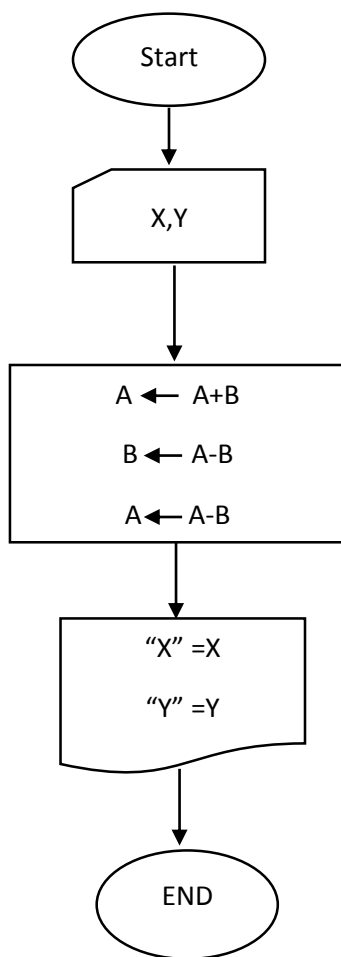 Start
X,Y
A ← A+B
B ← A-B
A ← A-B
“X” =X
“Y” =Y
END